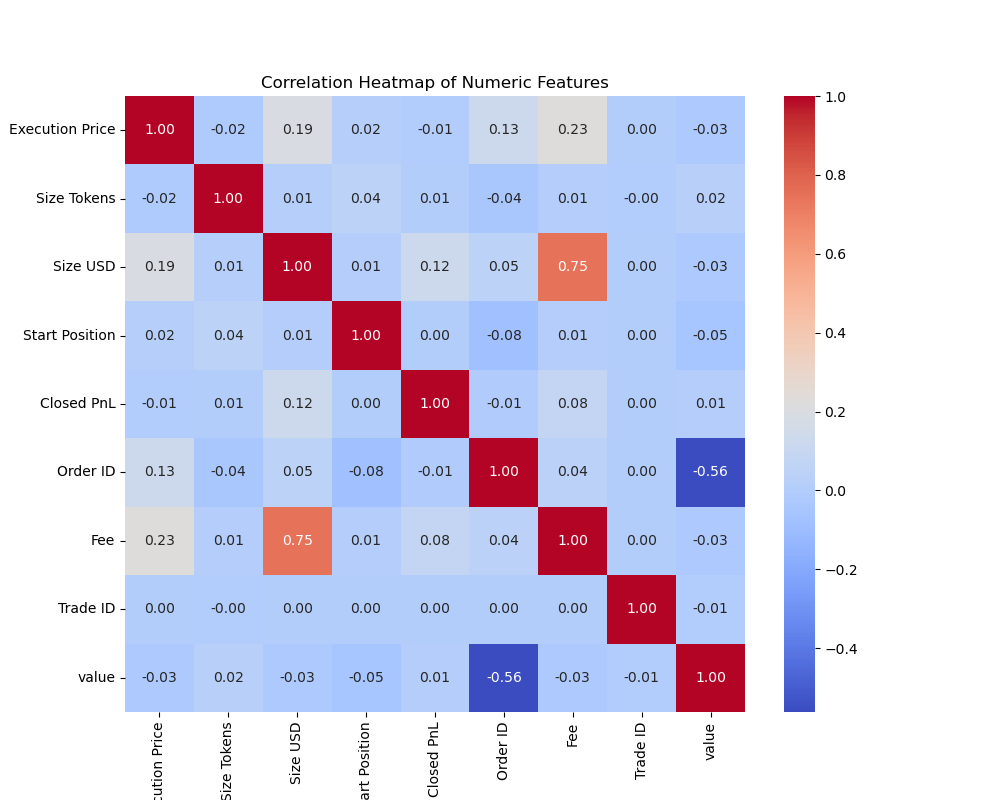 Correlation Heatmap of Numeric Features
Execution Price 1.00 -0.02 0.19 0.02 -0.01 0.13 0.23 0.00 -0.03
Size Tokens -0.02 1.00 0.01 0.04 0.01 -0.04 0.01 -0.00 0.02
Size USD 0.19 0.01 1.00 0.01 0.12 0.05 0.75 0.00 -0.03
Start Position 0.02 0.04 0.01 1.00 0.00 -0.08 0.01 0.00 -0.05
Closed PnL -0.01 0.01 0.12 0.00 1.00 -0.01 0.08 0.00 0.01
Order ID 0.13 -0.04 0.05 -0.08 -0.01 1.00 0.04 0.00 -0.56
Fee 0.23 0.01 0.75 0.01 0.08 0.04 1.00 0.00 -0.03
Trade ID 0.00 -0.00 0.00 0.00 0.00 0.00 0.00 1.00 -0.01
value -0.03 0.02 -0.03 -0.05 0.01 -0.56 -0.03 -0.01 1.00
cution Price
Size Tokens
Size USD
art Position
Closed PnL
Order ID
Fee
Trade ID
value
1.0
0.8
0.6
0.4
0.2
0.0
−0.2
−0.4